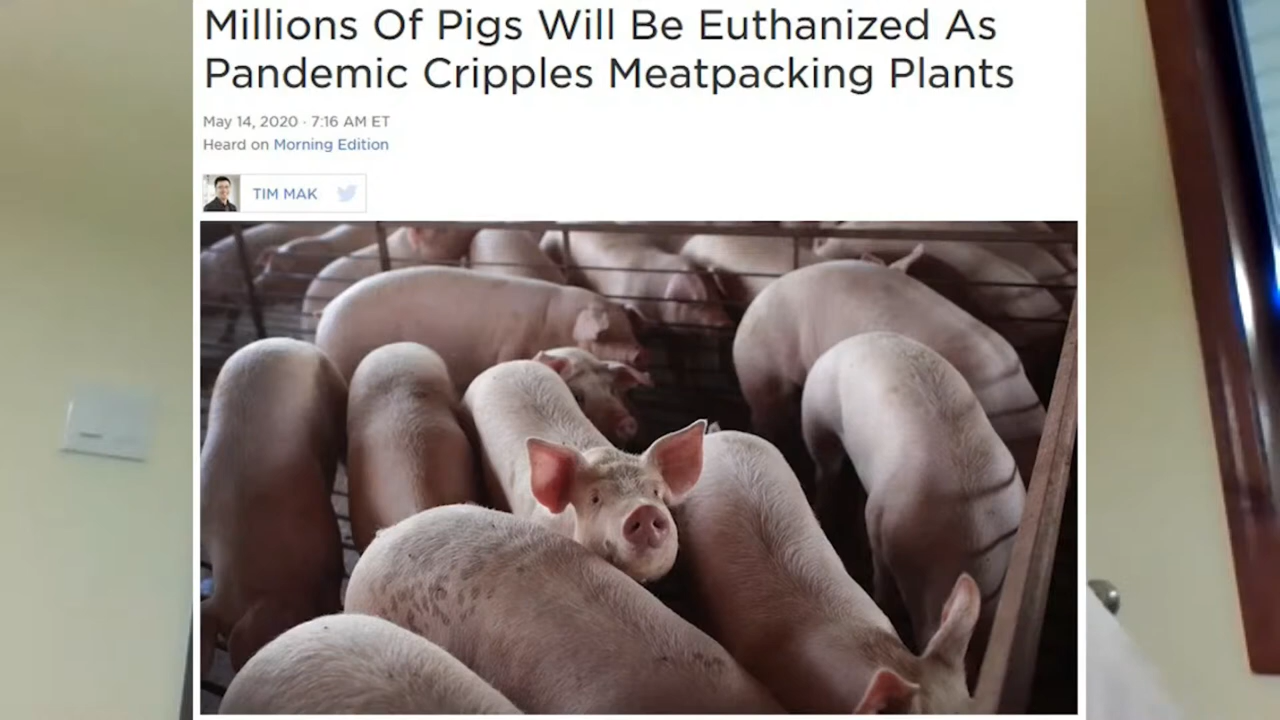 Millions Of Pigs Will Be Euthanized As
Pandemic Cripples Meatpacking Plants
May 14, 2020 · 7:16 AM ET
Heard on Morning Edition
TIM MAK